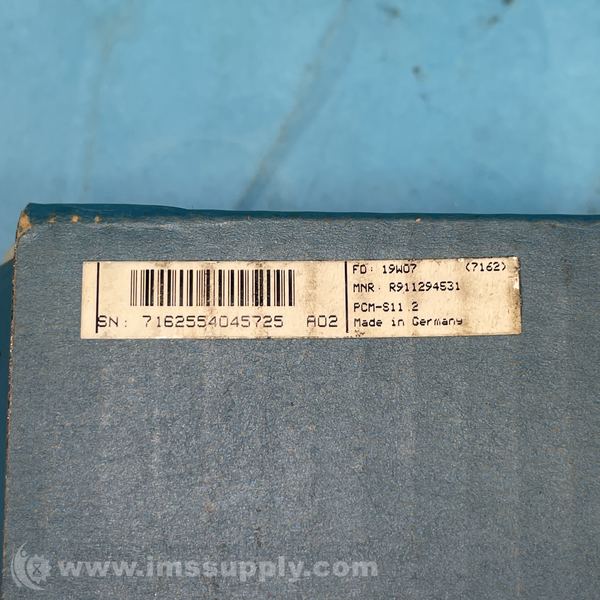 FD: 19W07 (7162)
MNR: R911294531
SN: 7162554045725 A02
PCM-S11.2
Made in Germany
www.imssupply.com